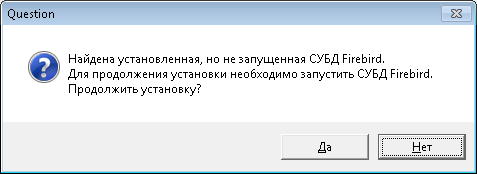 Question
Найдена установленная, но не запущенная СУБД Firebird.
Для продолжения установки необходимо запустить СУБД Firebird.
Продолжить установку?
Да
Нет